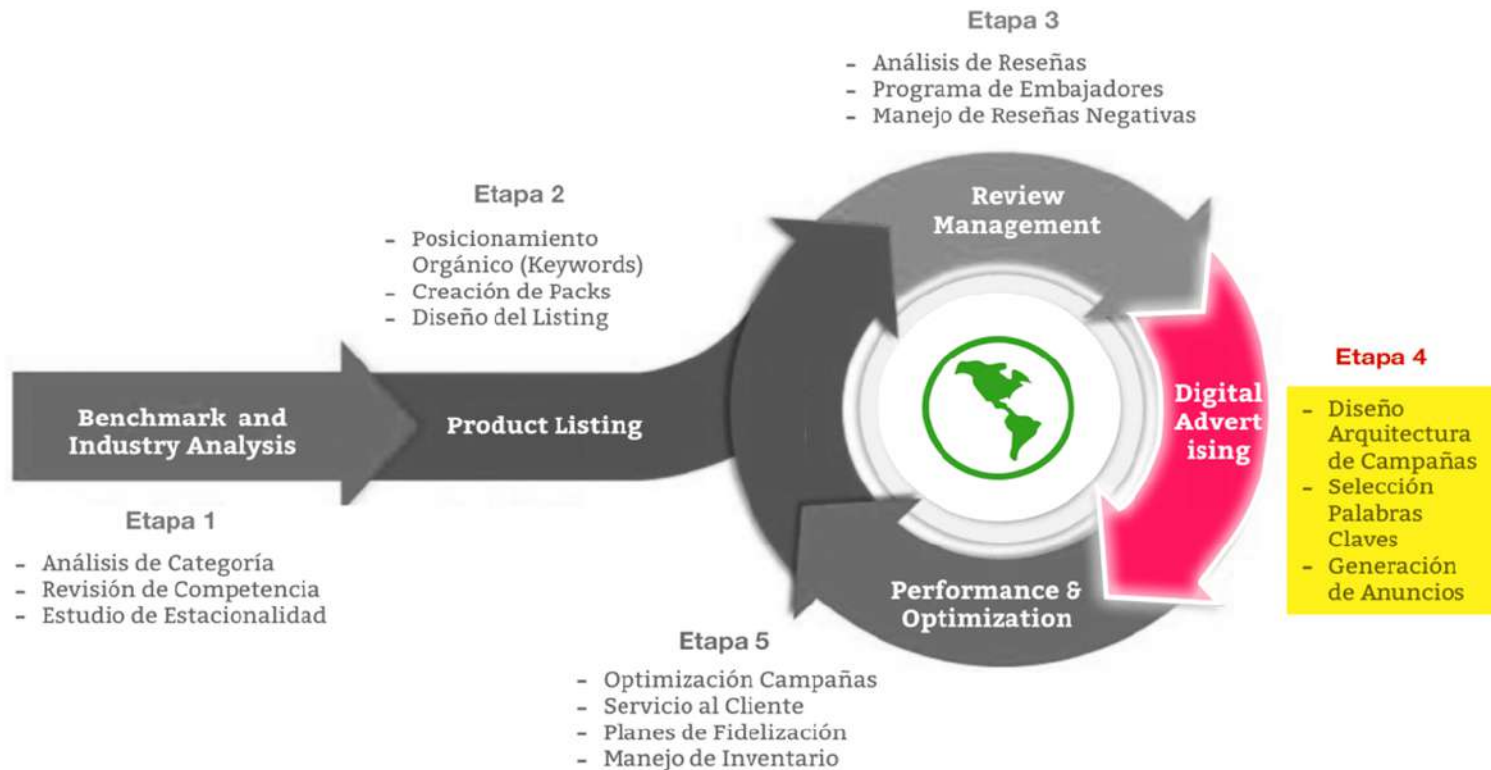 Etapa 3
- Análisis de Reseñas
- Programa de Embajadores
- Manejo de Reseñas Negativas
Etapa 2
- Posicionamiento
Orgánico (Keywords)
- Creación de Packs
- Diseño del Listing
Review
Management
Benchmark and
Industry Analysis
Product Listing
Digital
Advert
ising
Etapa 4
- Diseño
Arquitectura
de Campañas
- Selección
Palabras
Claves
- Generación
de Anuncios
Etapa 1
- Análisis de Categoría
- Revisión de Competencia
- Estudio de Estacionalidad
Performance &
Optimization
Etapa 5
- Optimización Campañas
- Servicio al Cliente
- Planes de Fidelización
- Manejo de Inventario